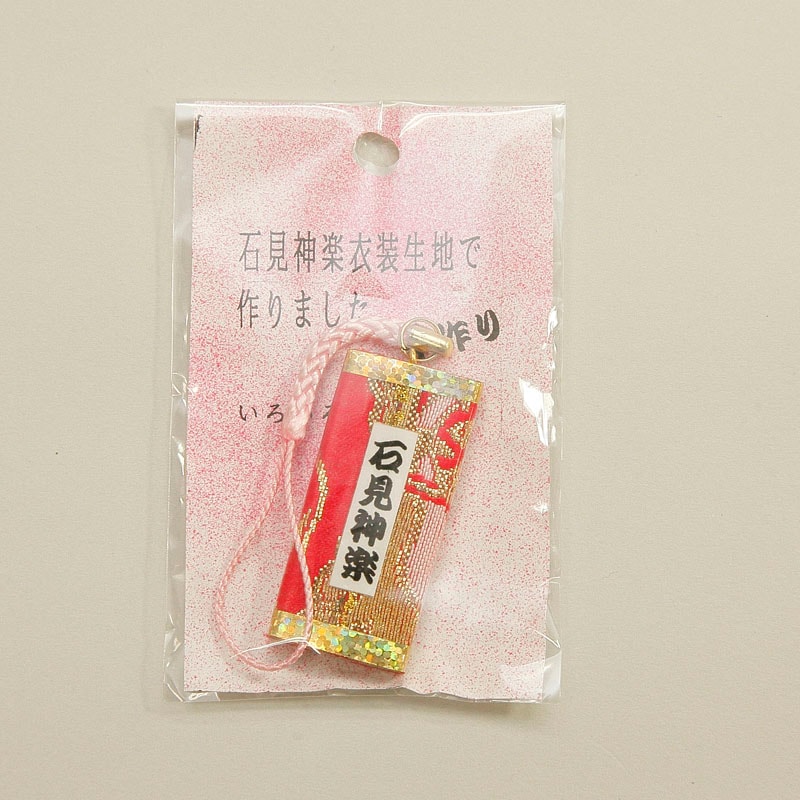 石見神楽衣装生地で
作りました
作り
いろ
石見神楽